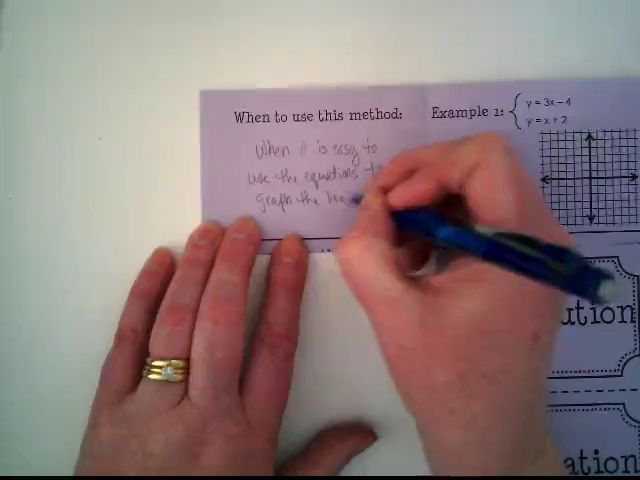 When to use this method:
When it is easy to
use the equations to
graph the
Example 1:
y = 3x - 4
y = x + 2
ution
ation